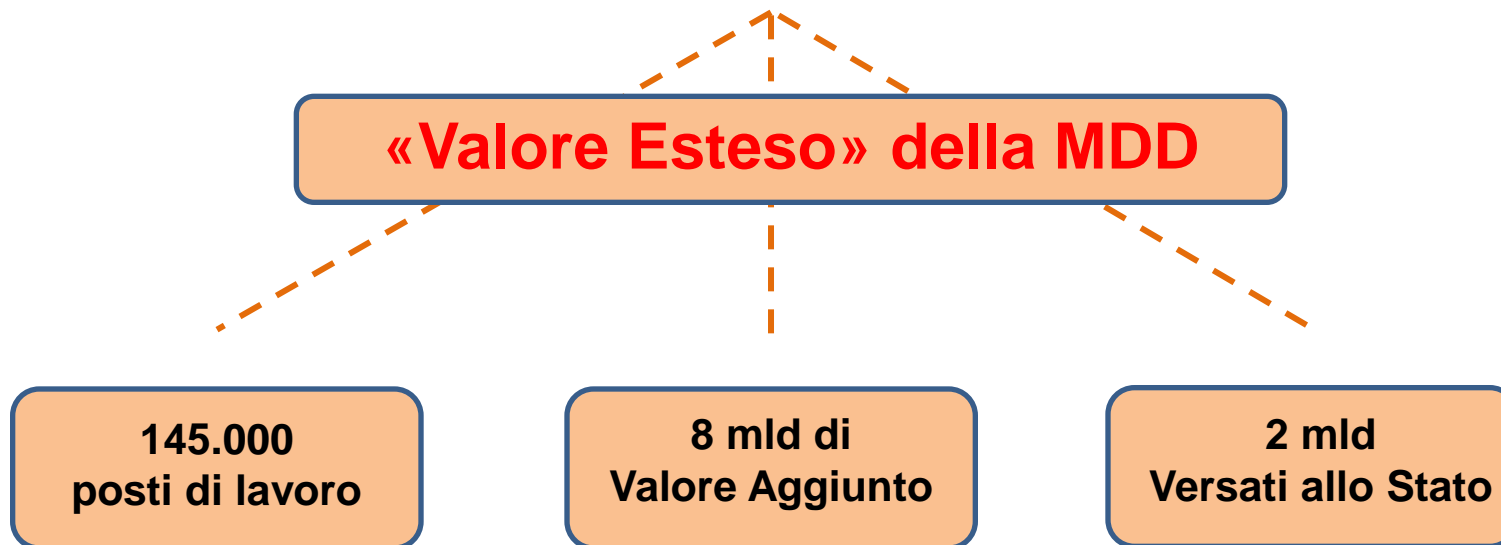 «Valore Esteso» della MDD
145.000
posti di lavoro
8 mld di
Valore Aggiunto
2 mld
Versati allo Stato